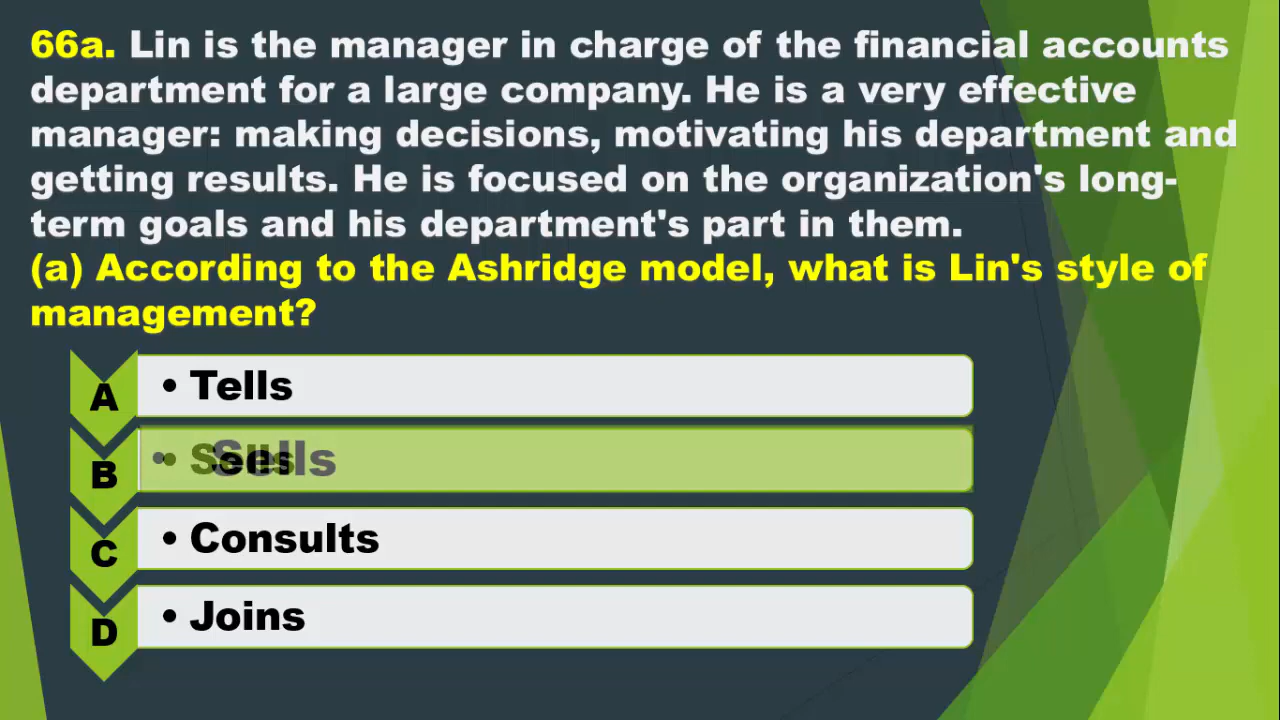 66a. Lin is the manager in charge of the financial accounts
department for a large company. He is a very effective
manager: making decisions, motivating his department and
getting results. He is focused on the organization's long-
term goals and his department's part in them.
(a) According to the Ashridge model, what is Lin's style of
management?
A • Tells
B • Sells
C • Consults
D • Joins